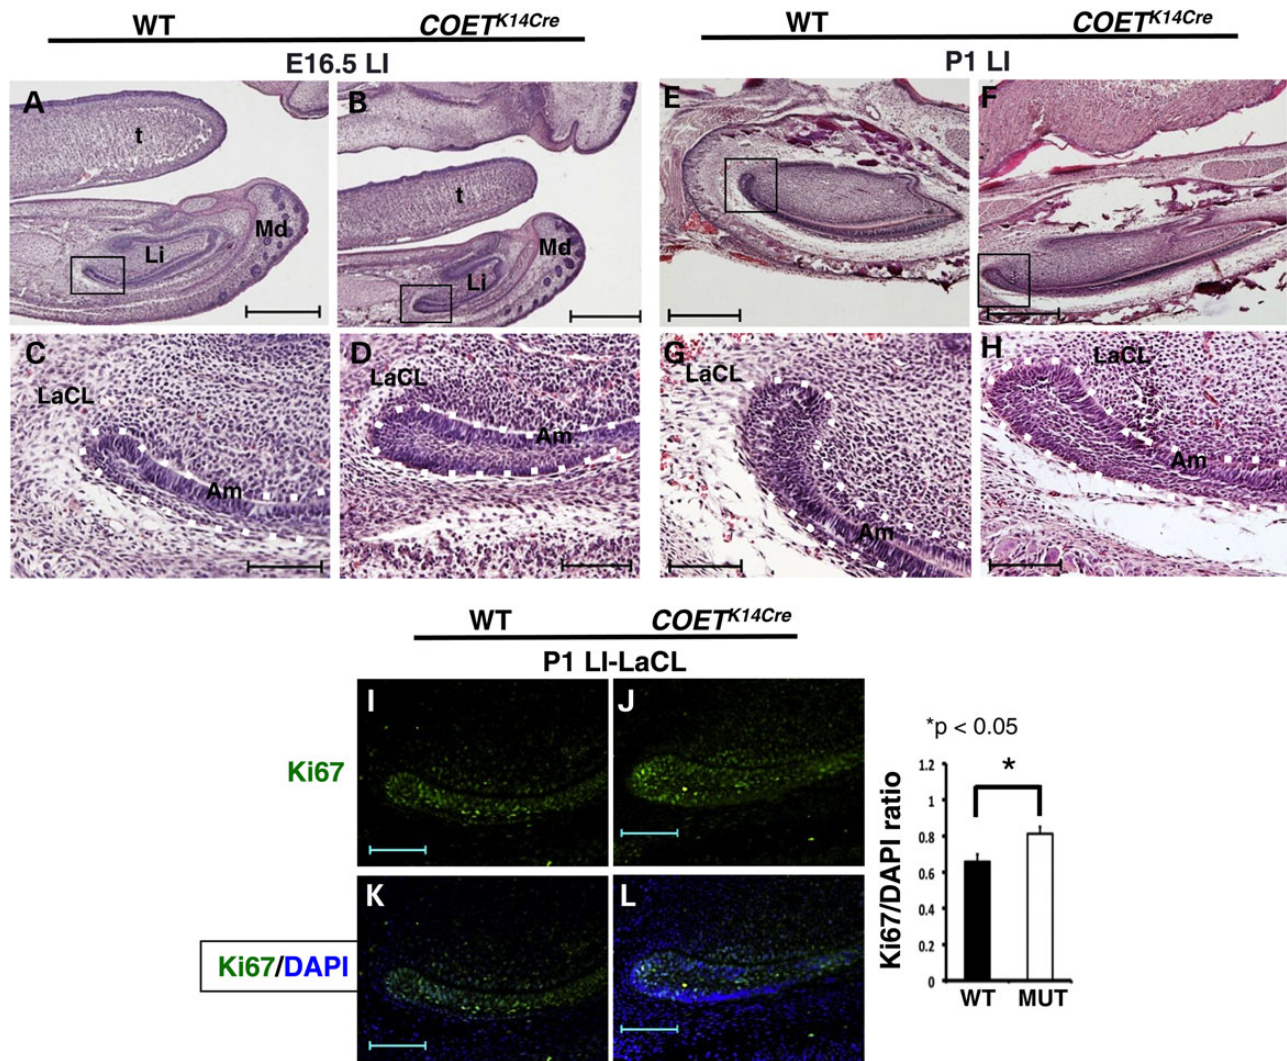 WT
COET^K14Cre
WT
COET^K14Cre
E16.5 LI
P1 LI
A
t
Li
Md
B
t
Li
Md
E
F
C
LaCL
Am
D
LaCL
Am
G
LaCL
Am
H
LaCL
Am
WT
COET^K14Cre
P1 LI-LaCL
Ki67
I
J
Ki67/DAPI
K
L
*p < 0.05
*
Ki67/DAPI ratio
1.2
1
0.8
0.6
0.4
0.2
0
WT
MUT